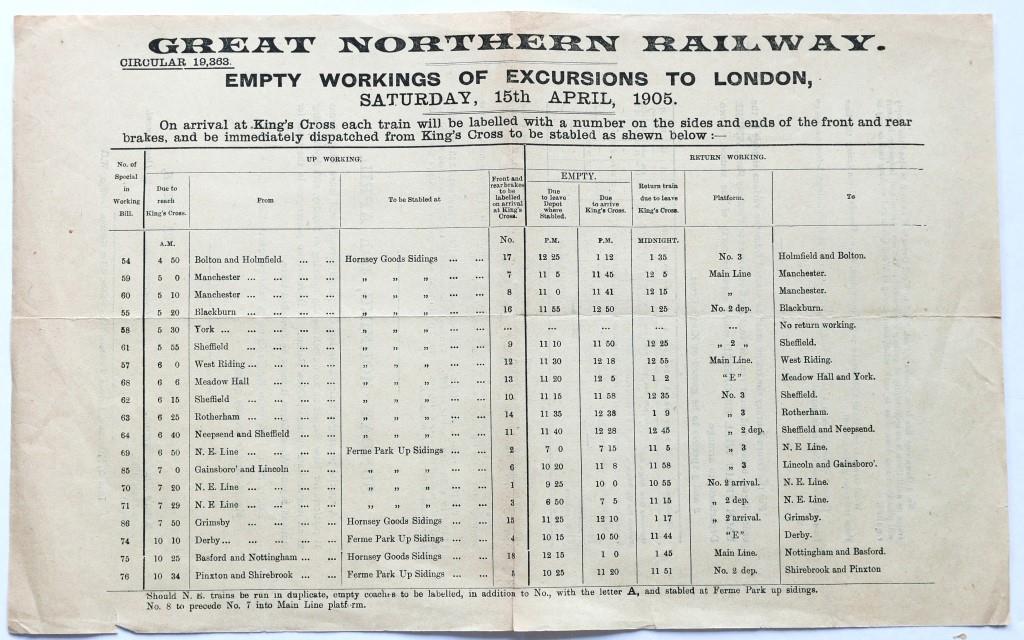 GREAT NORTHERN RAILWAY.
CIRCULAR 19,363.
EMPTY WORKINGS OF EXCURSIONS TO LONDON,
SATURDAY, 15th APRIL, 1905.
On arrival at King's Cross each train will be labelled with a number on the sides and ends of the front and rear
brakes, and be immediately dispatched from King's Cross to be stabled as shewn below :—
No. of Special in Working Bill. UP WORKING. RETURN WORKING.
Due to reach King's Cross. From To be Stabled at Front and rear brakes to be labelled on arrival at King's Cross. EMPTY. Due to leave Depot where Stabled. Due to arrive King's Cross. Return train due to leave King's Cross. Platform. To
A.M. No. P.M. P.M. MIDNIGHT.
54 4 50 Bolton and Holmfield ... ... Hornsey Goods Sidings ... ... 17 12 25 1 12 1 35 No. 3 Holmfield and Bolton.
59 5 0 Manchester ... ... ... „ „ „ ... ... 7 11 5 11 45 12 5 Main Line Manchester.
60 5 10 Manchester ... ... ... „ „ „ ... ... 8 11 0 11 41 12 15 „ Manchester.
55 5 20 Blackburn ... ... ... „ „ „ ... ... 16 11 55 12 50 1 25 No. 2 dep. Blackburn.
58 5 30 York ... ... ... ... „ „ „ ... ... ... ... ... ... No return working.
61 5 55 Sheffield ... ... ... „ „ „ ... ... 9 11 10 11 50 12 25 „ 2 „ Sheffield.
57 6 0 West Riding ... ... ... „ „ „ ... ... 12 11 30 12 18 12 55 Main Line. West Riding.
68 6 6 Meadow Hall ... ... „ „ „ ... ... 13 11 20 12 5 1 2 "E" Meadow Hall and York.
62 6 15 Sheffield ... ... ... „ „ „ ... ... 10 11 15 11 58 12 35 No. 3 Sheffield.
63 6 25 Rotherham ... ... ... „ „ „ ... ... 14 11 35 12 38 1 9 „ 3 Rotherham.
64 6 40 Neepsend and Sheffield ... ... „ „ „ ... ... 11 11 40 12 28 12 45 „ 2 dep. Sheffield and Neepsend.
69 6 50 N. E. Line ... ... ... ... Ferme Park Up Sidings ... ... 2 7 0 7 15 11 5 „ 3 N. E Line.
85 7 0 Gainsboro' and Lincoln ... ... „ „ „ ... ... 6 10 20 11 8 11 58 „ 3 Lincoln and Gainsboro'.
70 7 20 N. E. Line ... ... ... ... „ „ „ ... ... 1 9 25 10 0 10 55 No. 2 arrival. N. E. Line.
71 7 29 N. E Line ... ... ... ... „ „ „ ... ... 3 6 50 7 5 11 15 „ 2 dep. N. E. Line.
86 7 50 Grimsby ... ... ... ... Hornsey Goods Sidings ... ... 15 11 25 12 10 1 17 „ 2 arrival. Grimsby.
74 10 10 Derby ... ... ... ... Ferme Park Up Sidings ... ... 4 10 15 10 50 11 44 "E" Derby.
75 10 25 Basford and Nottingham ... ... Hornsey Goods Sidings ... ... 18 12 15 1 0 1 45 Main Line. Nottingham and Basford.
76 10 34 Pinxton and Shirebrook ... ... Ferme Park Up Sidings ... ... 5 10 25 11 20 11 51 No. 2 dep. Shirebrook and Pinxton
Should N. E. trains be run in duplicate, empty coaches to be labelled, in addition to No., with the letter A, and stabled at Ferme Park up sidings.
No. 8 to precede No. 7 into Main Line platf rm.